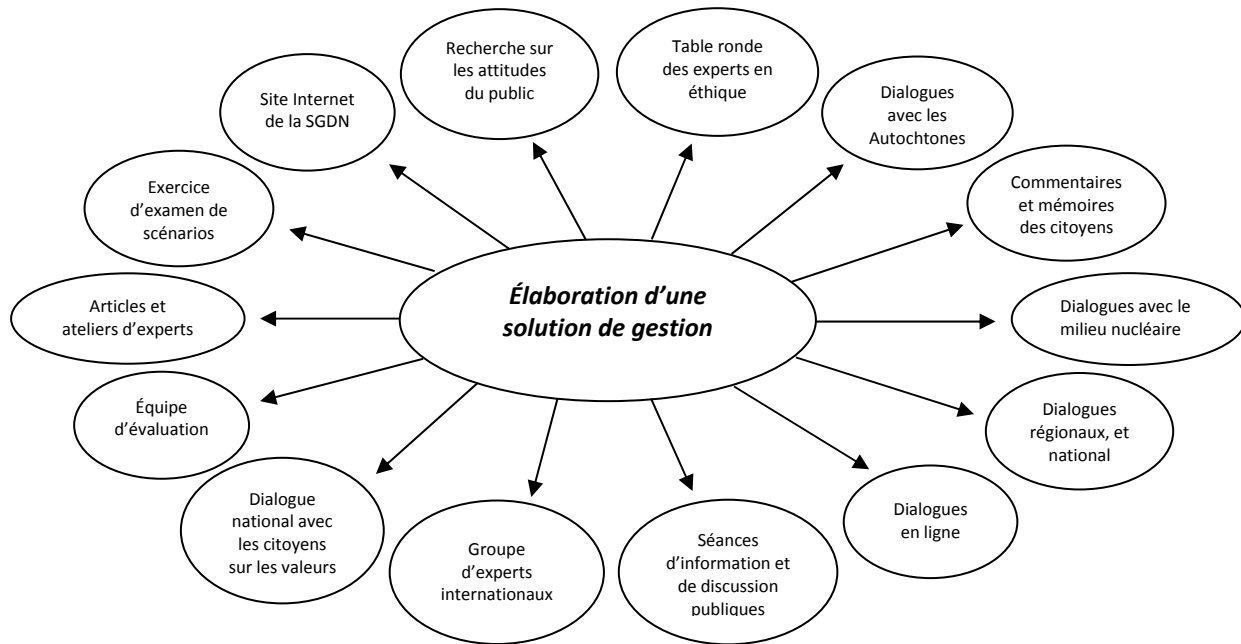 Recherche sur
les attitudes
du public
Table ronde
des experts en
éthique
Site Internet
de la SGDN
Dialogues
avec les
Autochtones
Exercice
d’examen de
scénarios
Commentaires
et mémoires
des citoyens
Élaboration d’une
solution de gestion
Articles et
ateliers d’experts
Dialogues avec le
milieu nucléaire
Équipe
d’évaluation
Dialogues
régionaux, et
national
Dialogue
national avec
les citoyens
sur les valeurs
Groupe
d’experts
internationaux
Séances
d’information et
de discussion
publiques
Dialogues
en ligne